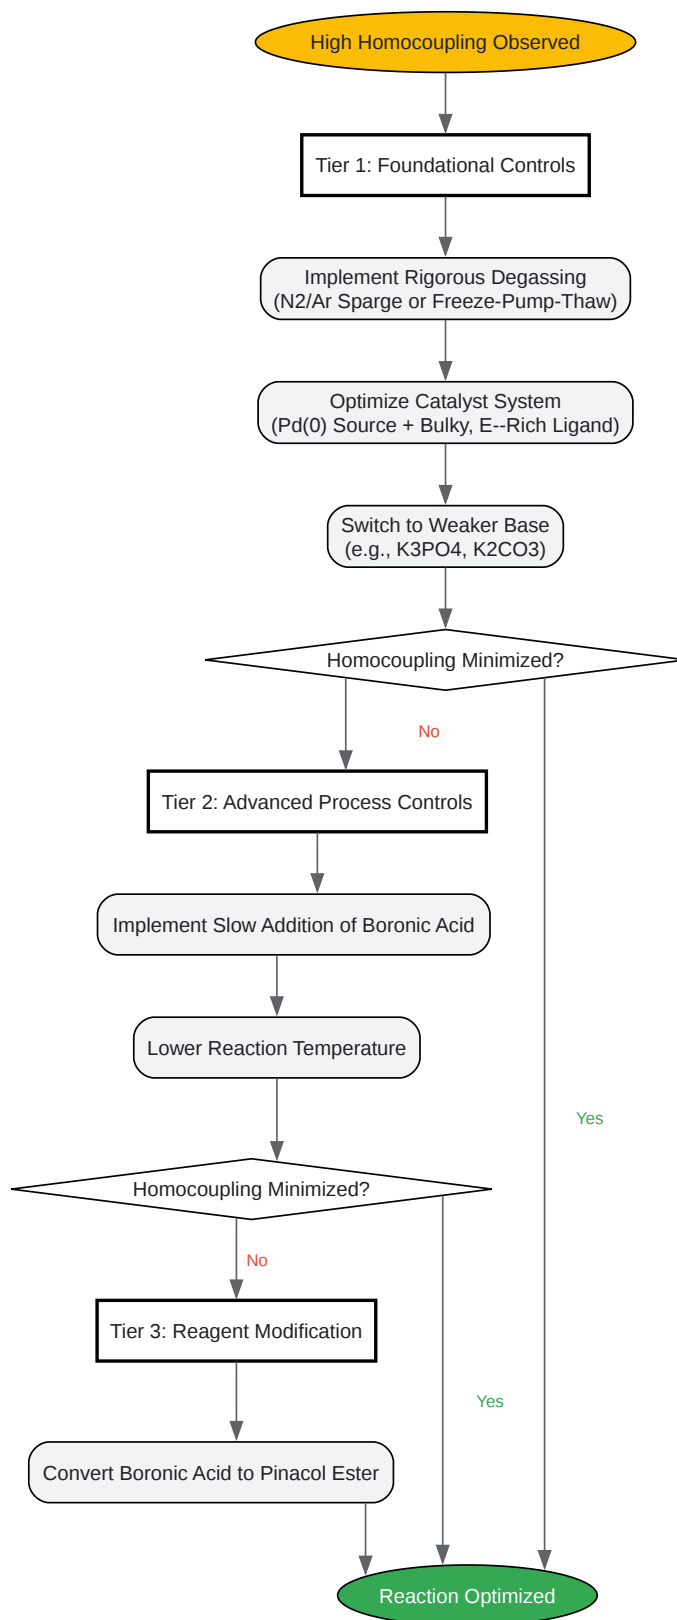 High Homocoupling Observed
Tier 1: Foundational Controls
Implement Rigorous Degassing
(N2/Ar Sparge or Freeze-Pump-Thaw)
Optimize Catalyst System
(Pd(0) Source + Bulky, E--Rich Ligand)
Switch to Weaker Base
(e.g., K3PO4, K2CO3)
Homocoupling Minimized?
No
Tier 2: Advanced Process Controls
Implement Slow Addition of Boronic Acid
Lower Reaction Temperature
Yes
Homocoupling Minimized?
No
Tier 3: Reagent Modification
Yes
Convert Boronic Acid to Pinacol Ester
Reaction Optimized